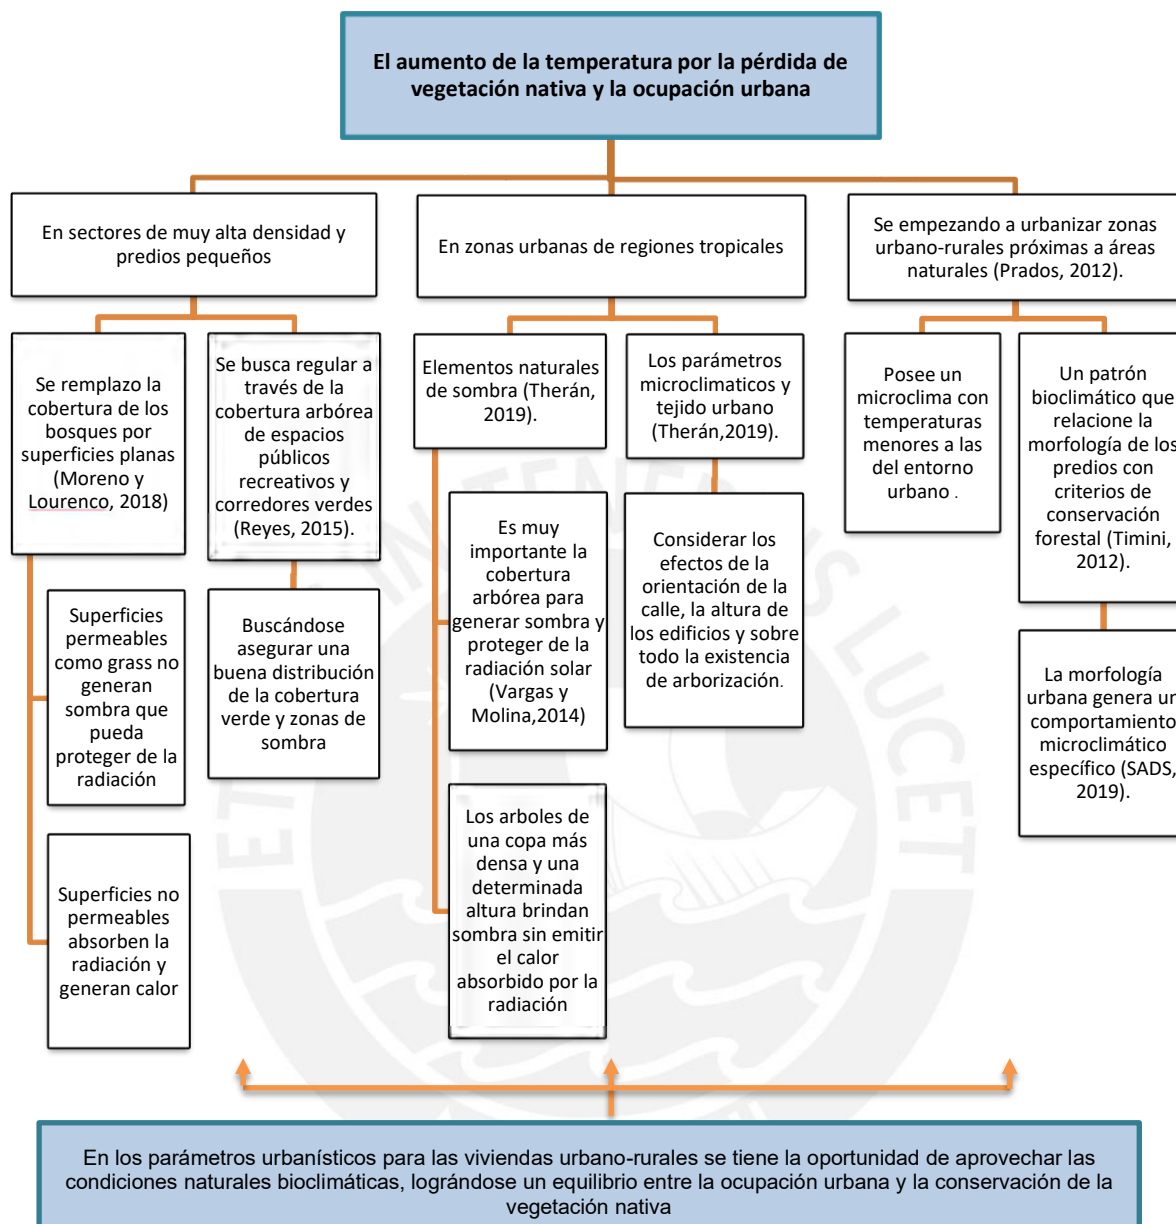 El aumento de la temperatura por la pérdida de
vegetación nativa y la ocupación urbana
En sectores de muy alta densidad y
predios pequeños
En zonas urbanas de regiones tropicales
Se empezando a urbanizar zonas
urbano-rurales próximas a áreas
naturales (Prados, 2012).
Se remplazo la
cobertura de los
bosques por
superficies planas
(Moreno y
Lourenco, 2018)
Se busca regular a
través de la
cobertura arbórea
de espacios
públicos
recreativos y
corredores verdes
(Reyes, 2015).
Elementos naturales
de sombra (Therán,
2019).
Los parámetros
microclimaticos y
tejido urbano
(Therán,2019).
Posee un
microclima con
temperaturas
menores a las
del entorno
urbano .
Un patrón
bioclimático que
relacione la
morfología de los
predios con
criterios de
conservación
forestal (Timini,
2012).
Superficies
permeables
como grass no
generan
sombra que
pueda
proteger de la
radiación
Buscándose
asegurar una
buena distribución
de la cobertura
verde y zonas de
sombra
Es muy
importante la
cobertura
arbórea para
generar sombra y
proteger de la
radiación solar
(Vargas y
Molina,2014)
Considerar los
efectos de la
orientación de la
calle, la altura de
los edificios y sobre
todo la existencia
de arborización.
La morfología
urbana genera un
comportamiento
microclimático
específico (SADS,
2019).
Superficies no
permeables
absorben la
radiación y
generan calor
Los arboles de
una copa más
densa y una
determinada
altura brindan
sombra sin emitir
el calor
absorbido por la
radiación
En los parámetros urbanísticos para las viviendas urbano-rurales se tiene la oportunidad de aprovechar las
condiciones naturales bioclimáticas, lográndose un equilibrio entre la ocupación urbana y la conservación de la
vegetación nativa